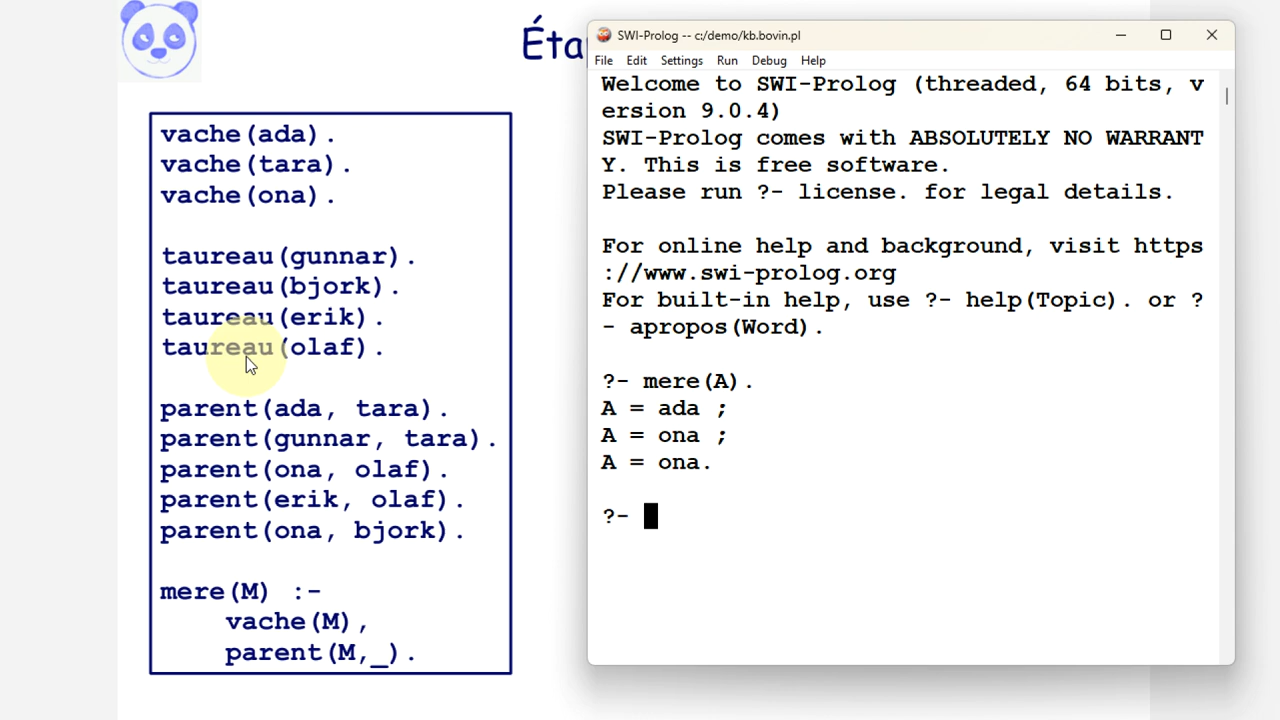 Éta
vache(ada).
vache(tara).
vache(ona).
taureau(gunnar).
taureau(bjork).
taureau(erik).
taureau(olaf).
parent(ada, tara).
parent(gunnar, tara).
parent(ona, olaf).
parent(erik, olaf).
parent(ona, bjork).
mere(M) :-
vache(M),
parent(M,_).
SWI-Prolog -- c:/demo/kb.bovin.pl
File Edit Settings Run Debug Help
Welcome to SWI-Prolog (threaded, 64 bits, v
ersion 9.0.4)
SWI-Prolog comes with ABSOLUTELY NO WARRANT
Y. This is free software.
Please run ?- license. for legal details.
For online help and background, visit https
://www.swi-prolog.org
For built-in help, use ?- help(Topic). or ?
- apropos(Word).
?- mere(A).
A = ada ;
A = ona ;
A = ona.
?-